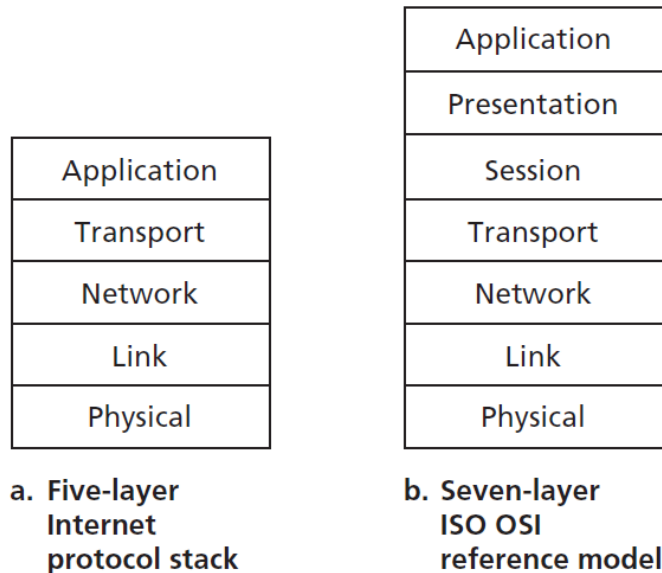 Application
Transport
Network
Link
Physical
a. Five-layer
Internet
protocol stack
Application
Presentation
Session
Transport
Network
Link
Physical
b. Seven-layer
ISO OSI
reference model